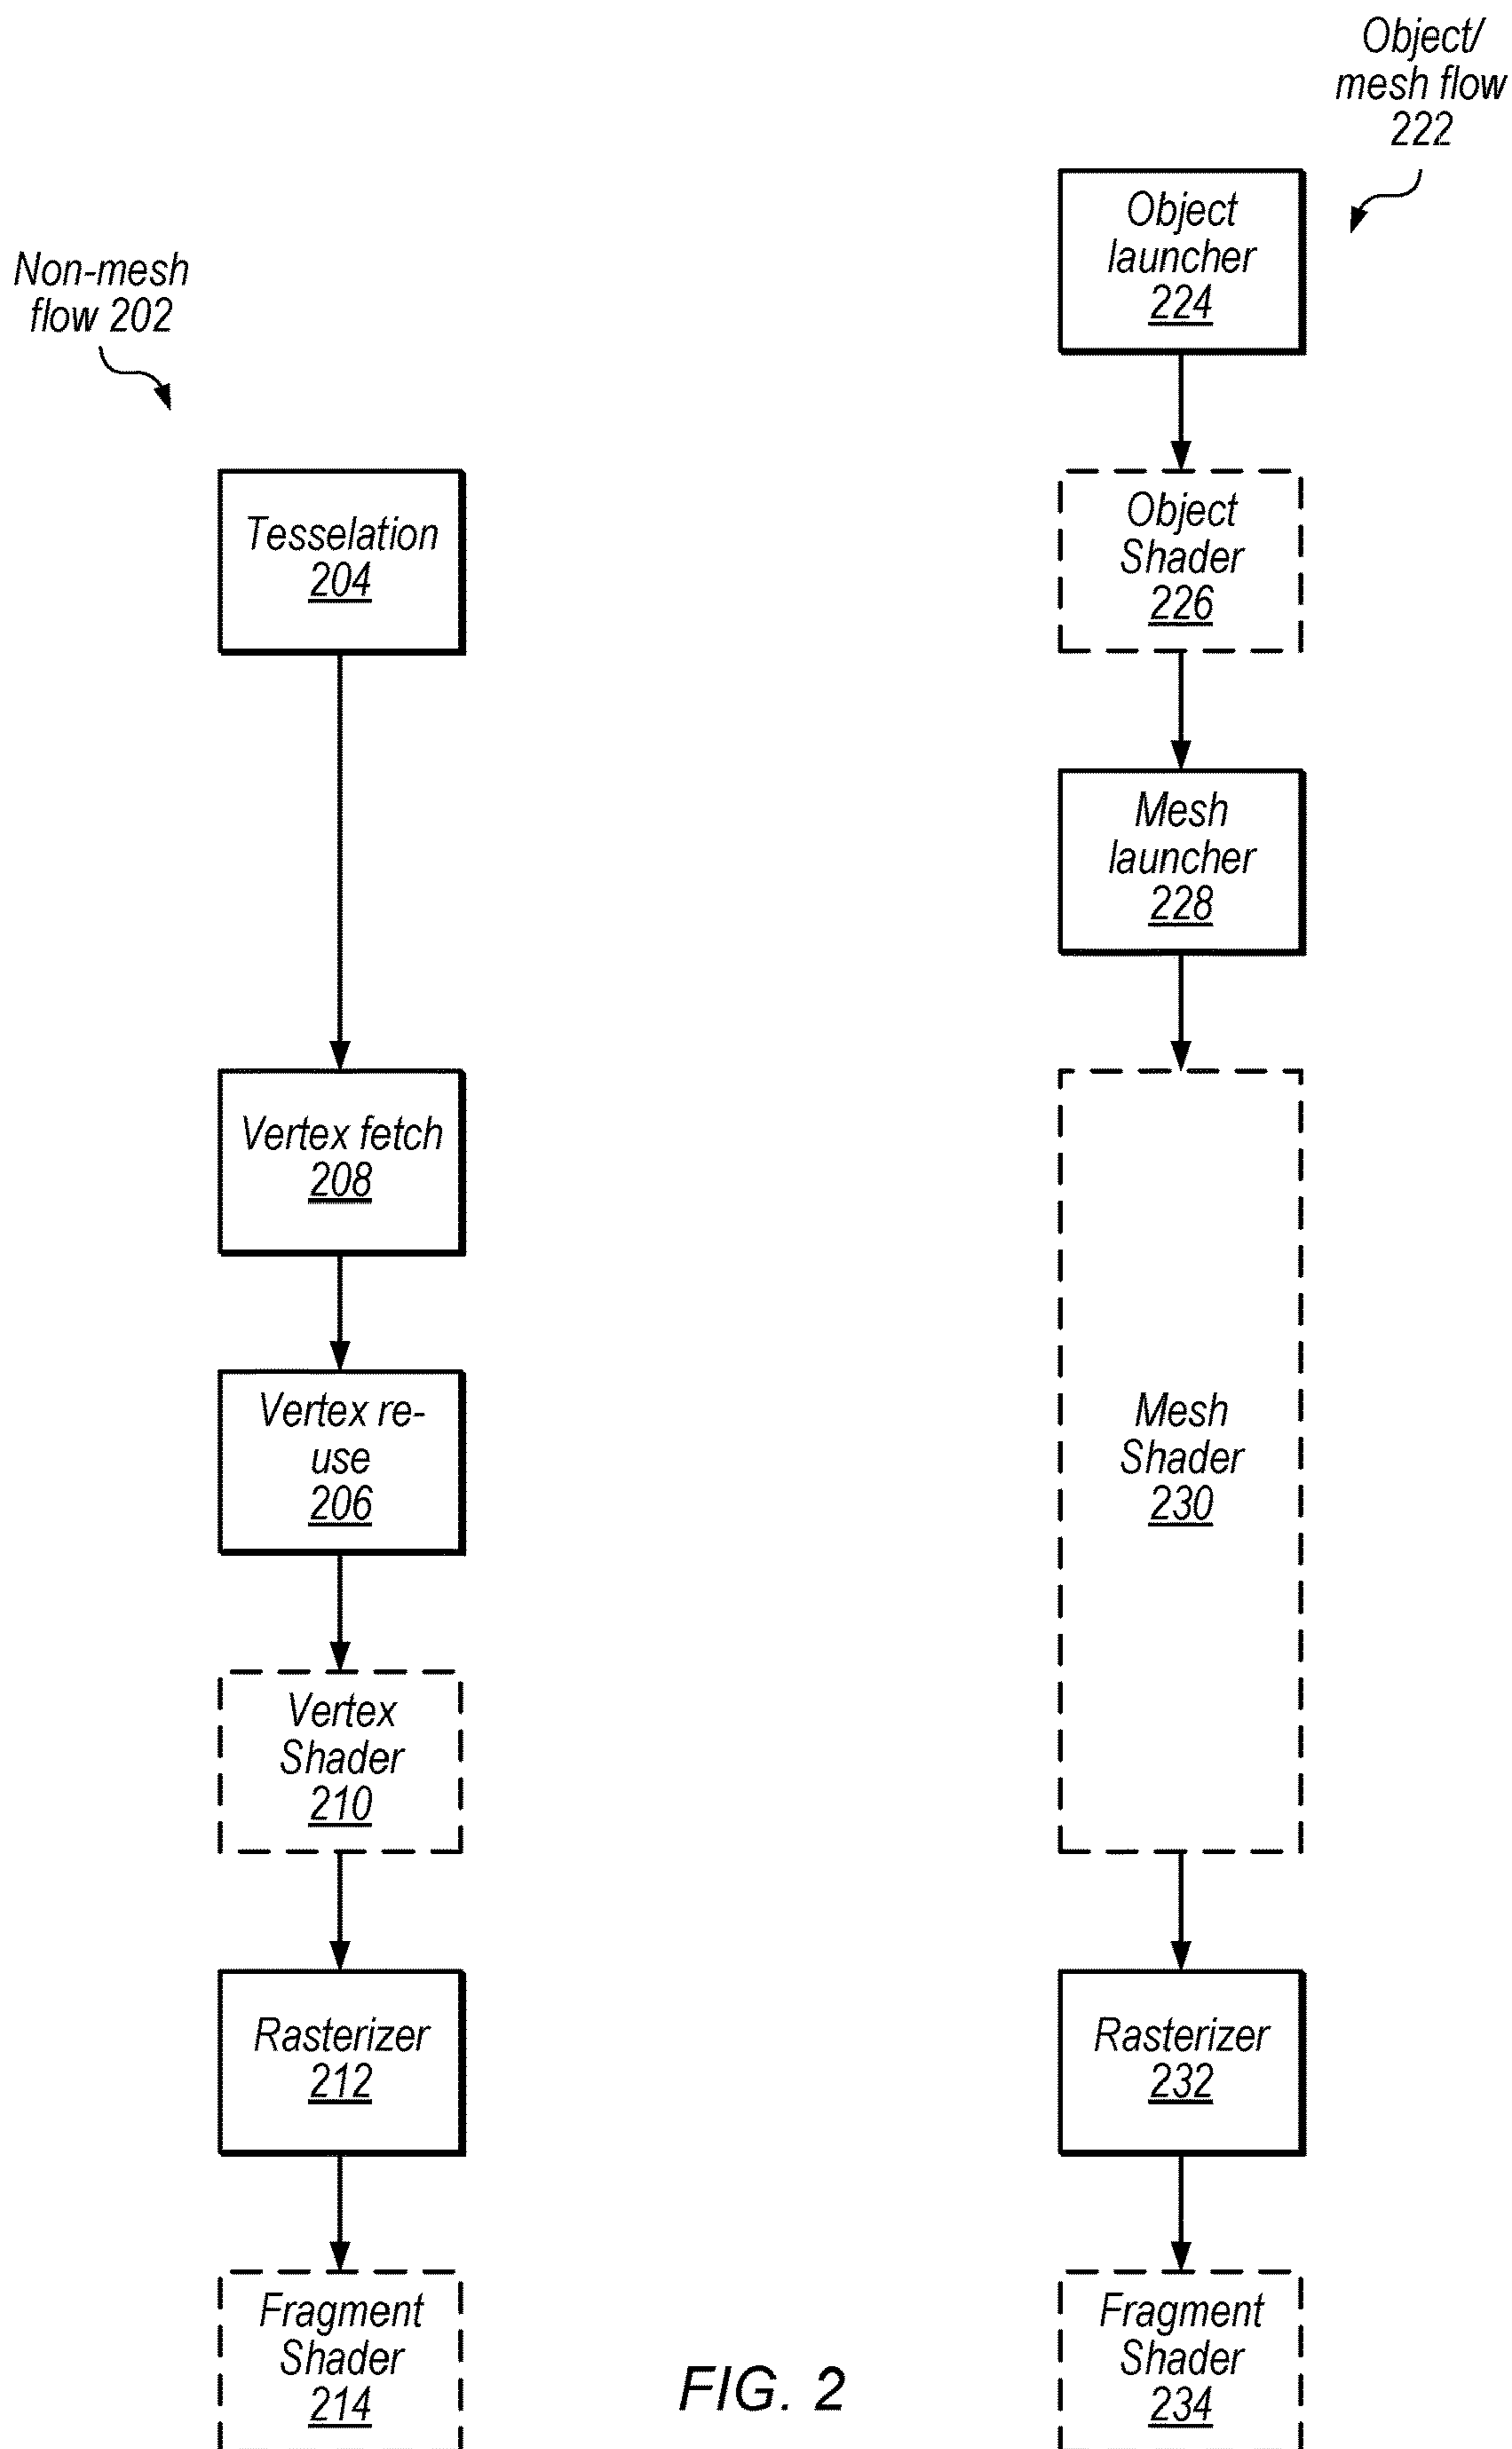 Non-mesh
flow 202
Tesselation
204
Vertex fetch
208
Vertex re-
use
206
Vertex
Shader
210
Rasterizer
212
Fragment
Shader
214
Object/
mesh flow
222
Object
launcher
224
Object
Shader
226
Mesh
launcher
228
Mesh
Shader
230
Rasterizer
232
Fragment
Shader
234
FIG. 2